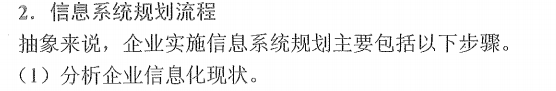 2．信息系统规划流程
抽象来说，企业实施信息系统规划主要包括以下步骤。
（1）分析企业信息化现状。